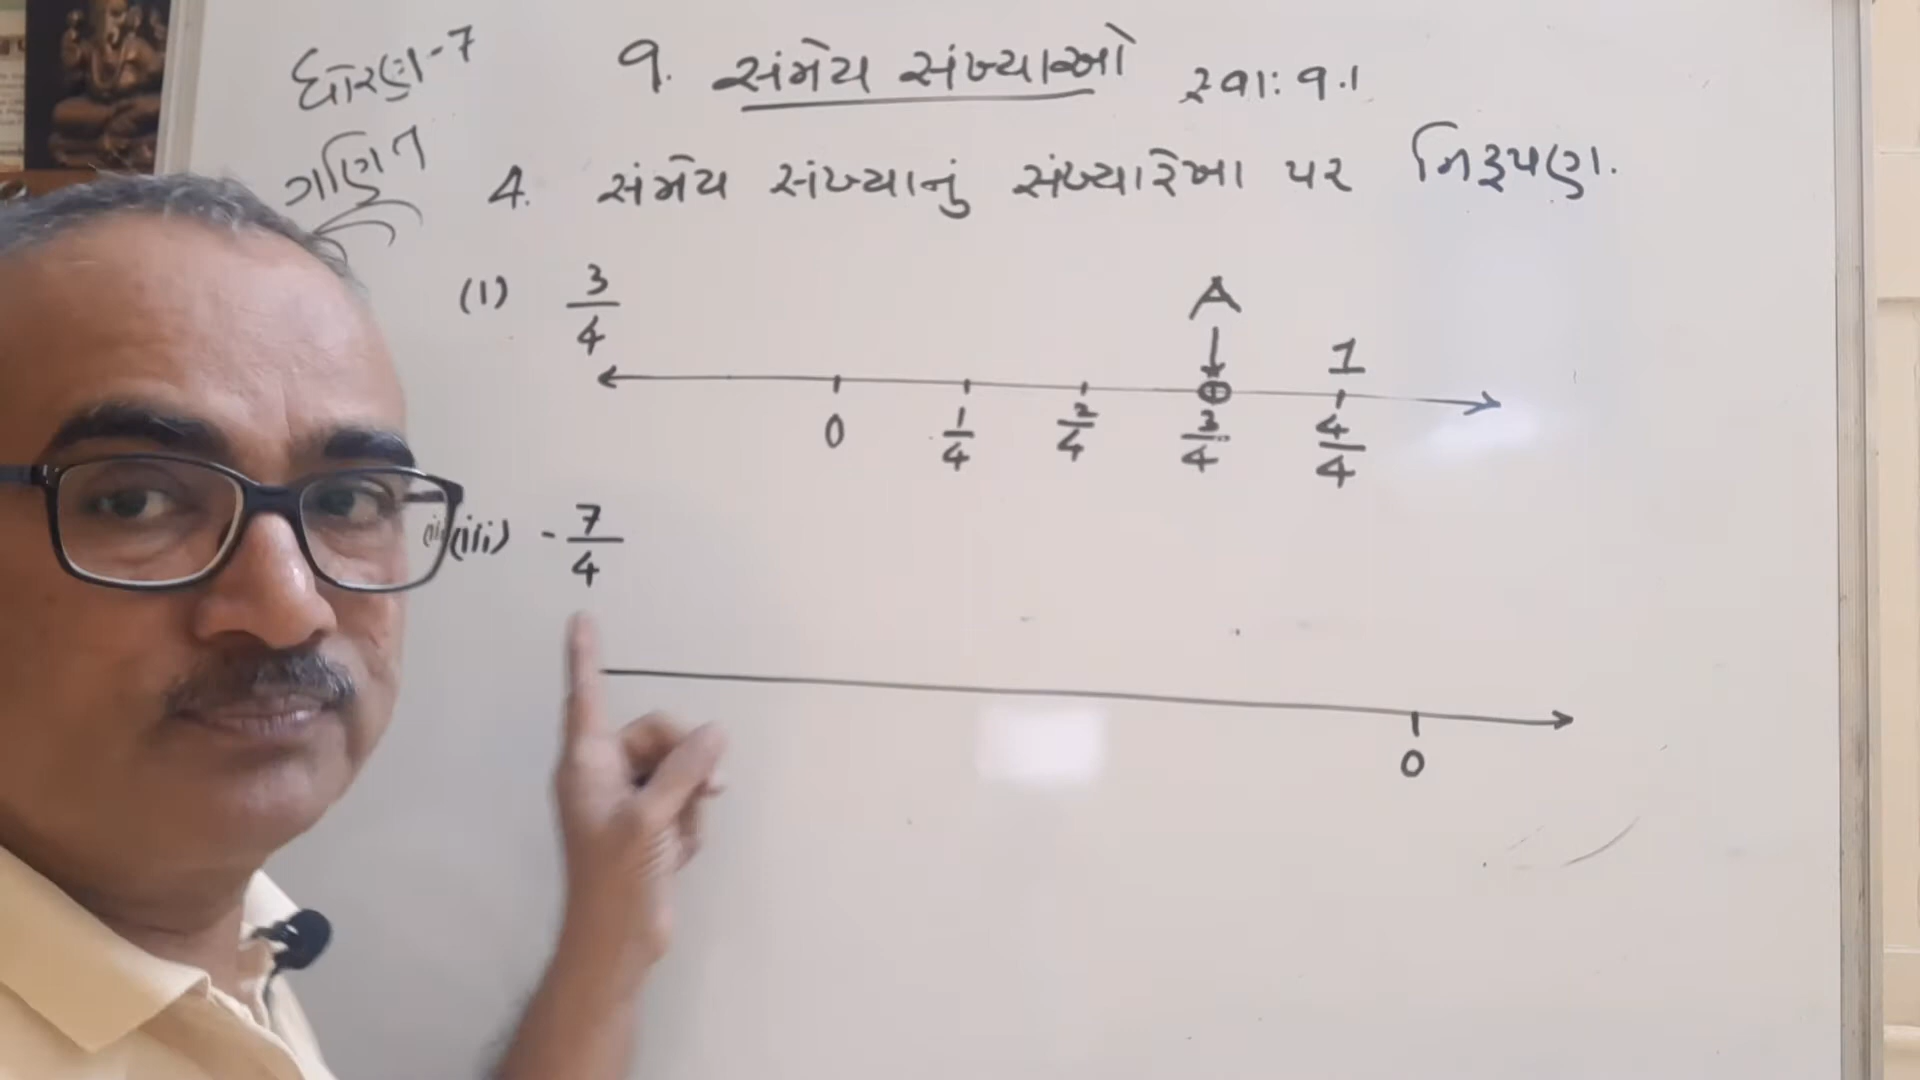 ધોરણ-7
ગણિત
9. સંમેય સંખ્યાઓ સ્વા: 9.1
4. સંમેય સંખ્યાનું સંખ્યારેખા પર નિરૂપણ.
(1) 3/4
A
1
0 1/4 2/4 3/4 4/4
(iii) - 7/4
0